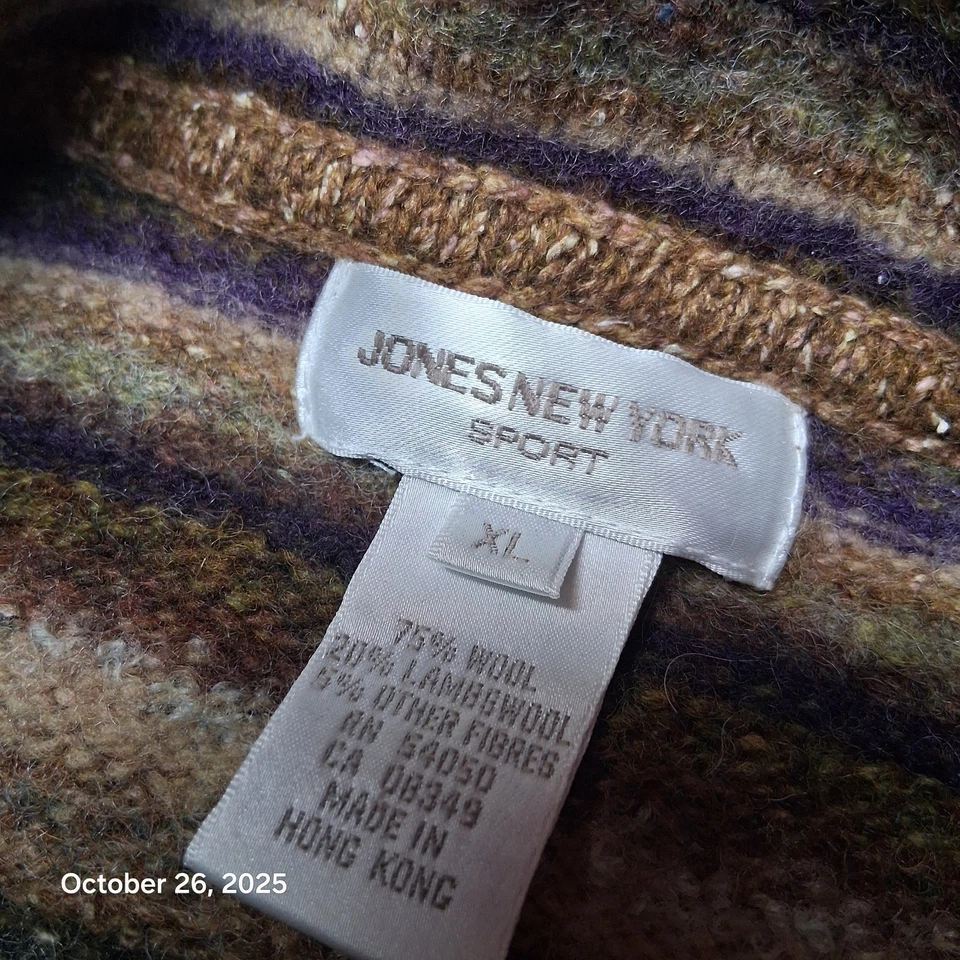 JONES NEW YORK
SPORT
XL
75% WOOL
20% LAMBSWOOL
5% OTHER FIBRES
RN 54050
CA 08349
MADE IN
HONG KONG
October 26, 2025